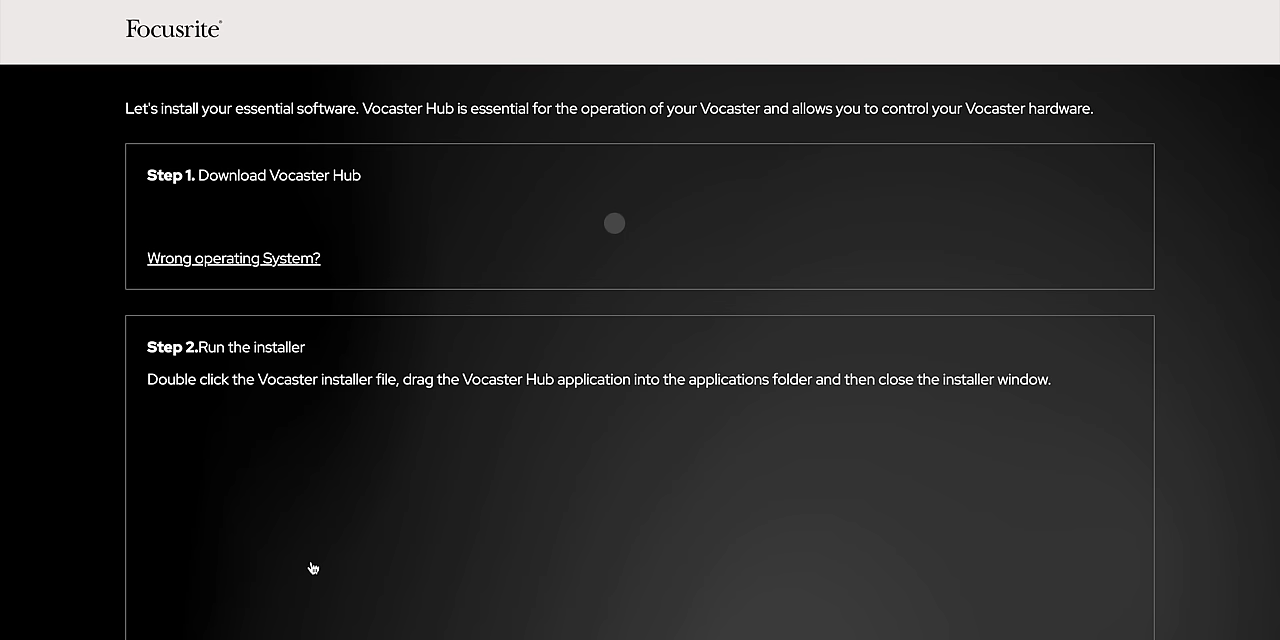 Focusrite®
Let's install your essential software. Vocaster Hub is essential for the operation of your Vocaster and allows you to control your Vocaster hardware.
Step 1. Download Vocaster Hub
Wrong operating System?
Step 2.Run the installer
Double click the Vocaster installer file, drag the Vocaster Hub application into the applications folder and then close the installer window.